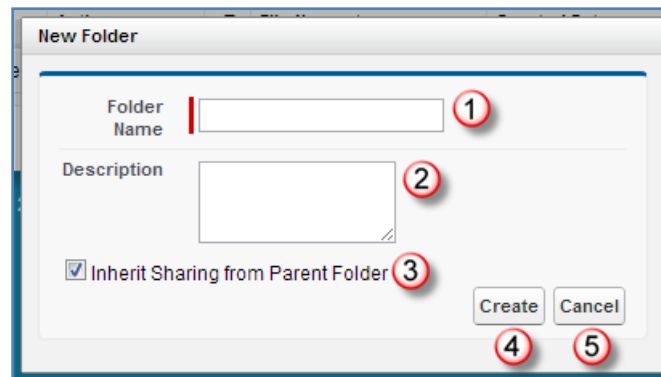 New Folder
Folder
Name
1
Description
2
Inherit Sharing from Parent Folder 3
Create Cancel
4 5